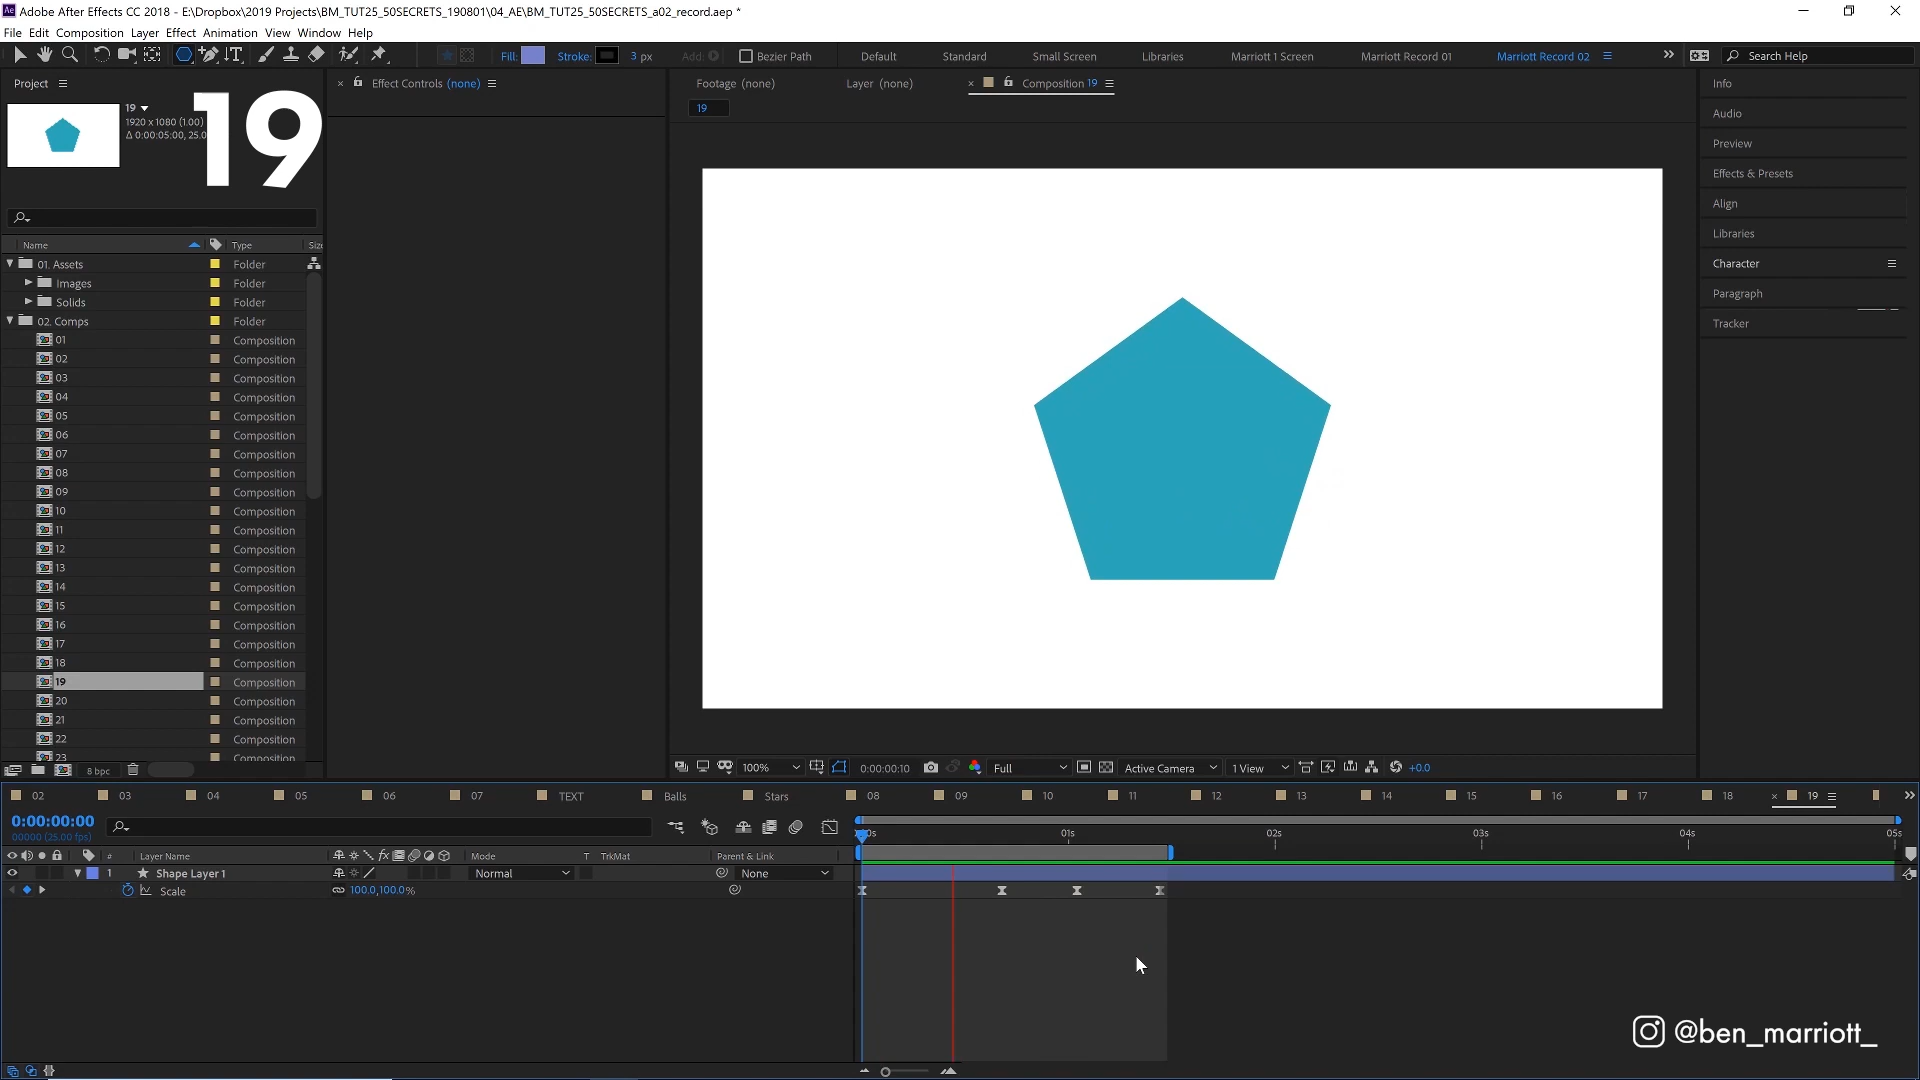 Ae Adobe After Effects CC 2018 - E:\Dropbox\2019 Projects\BM_TUT25_50SECRETS_190801\04_AE\BM_TUT25_50SECRETS_a02_record.aep *
File Edit Composition Layer Effect Animation View Window Help
Fill: Stroke: 3 px Add: Bezier Path Default Standard Small Screen Libraries Marriott 1 Screen Marriott Record 01 Marriott Record 02 Search Help
Project Effect Controls (none) Footage (none) Layer (none) Composition 19 Info
19
19
1920 x 1080 (1.00)
Δ 0:00:05:00, 25.0
19
Audio
Preview
Effects & Presets
Align
Libraries
Character
Paragraph
Tracker
Name Type Size
01. Assets Folder
Images Folder
Solids Folder
02. Comps Folder
01 Composition
02 Composition
03 Composition
04 Composition
05 Composition
06 Composition
07 Composition
08 Composition
09 Composition
10 Composition
11 Composition
12 Composition
13 Composition
14 Composition
15 Composition
16 Composition
17 Composition
18 Composition
19 Composition
20 Composition
21 Composition
22 Composition
23 Composition
8 bpc 100% 0:00:00:10 Full Active Camera 1 View +0.0
02 03 04 05 06 07 TEXT Balls Stars 08 09 10 11 12 13 14 15 16 17 18 19
0:00:00:00
00000 (25.00 fps)
01s 02s 03s 04s 05s
# Layer Name Mode T TrkMat Parent & Link
1 Shape Layer 1 Normal None
Scale 100.0,100.0%
@ben_marriott_